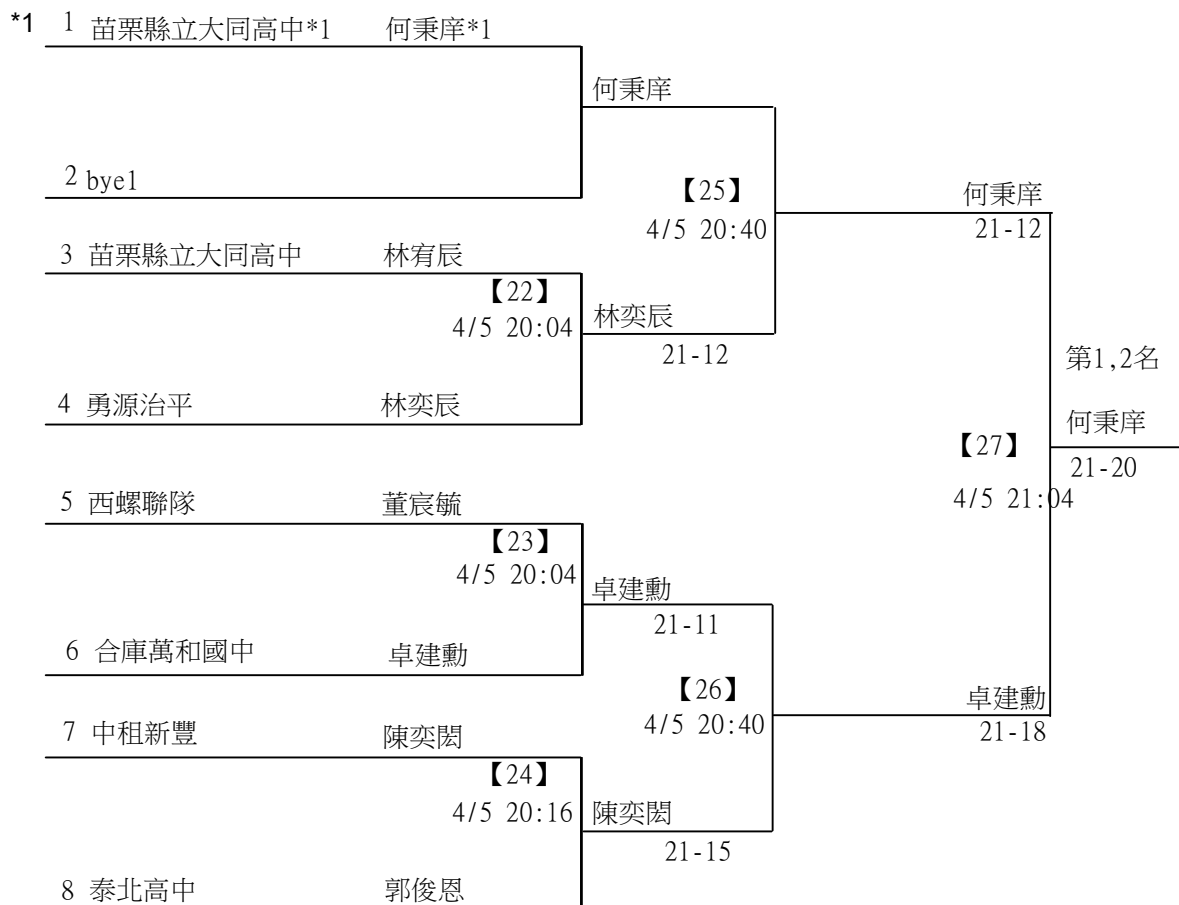 *1 1 苗栗縣立大同高中*1 何秉庠*1
何秉庠
2 bye1
【25】
何秉庠
4/5 20:40
21-12
3 苗栗縣立大同高中 林宥辰
【22】
4/5 20:04
林奕辰
21-12
第1,2名
4 勇源治平 林奕辰
何秉庠
【27】
21-20
4/5 21:04
5 西螺聯隊 董宸毓
【23】
4/5 20:04
卓建勳
21-11
6 合庫萬和國中 卓建勳
【26】
卓建勳
4/5 20:40
21-18
7 中租新豐 陳奕閎
【24】
4/5 20:16
陳奕閎
21-15
8 泰北高中 郭俊恩